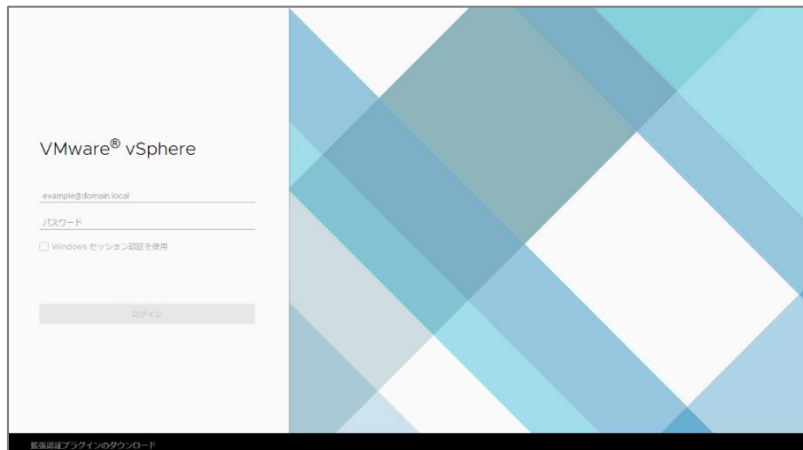 VMware® vSphere
example@domain.local
パスワード
Windows セッション認証を使用
ログイン
拡張認証プラグインのダウンロード